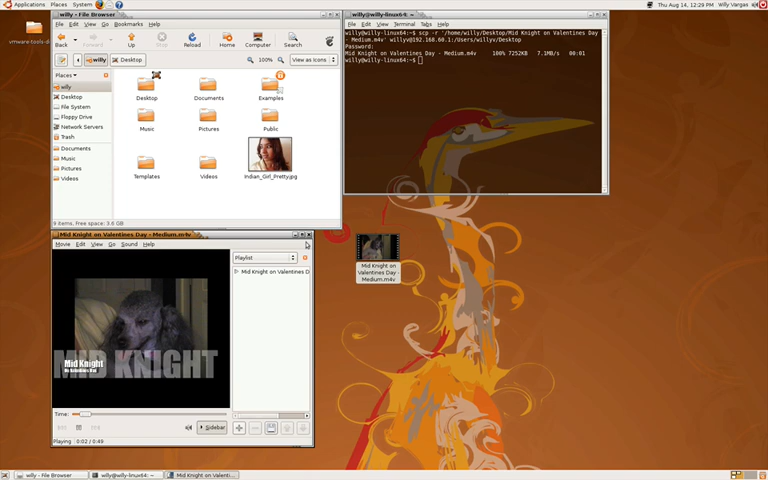 Applications Places System
Thu Aug 14, 12:29 PM Willy Vargas
willy - File Browser
File Edit View Go Bookmarks Help
Back Forward Up Stop Reload Home Computer Search
willy Desktop 100% View as Icons
Places
willy
Desktop
File System
Floppy Drive
Network Servers
Trash
Documents
Music
Pictures
Videos
Desktop Documents Examples
Music Pictures Public
Templates Videos Indian_Girl_Pretty.jpg
9 items, Free space: 3.6 GB
willy@willy-linux64: ~
File Edit View Terminal Tabs Help
willy@willy-linux64:~$ scp -r '/home/willy/Desktop/Mid Knight on Valentines Day
- Medium.m4v' willyv@192.168.60.1:/Users/willyv/Desktop
Password:
Mid Knight on Valentines Day - Medium.m4v 100% 7252KB 7.1MB/s 00:01
willy@willy-linux64:~$
Mid Knight on Valentines Day - Medium.m4v
Movie Edit View Go Sound Help
Playlist
Mid Knight on Valentines D
MID KNIGHT
Mid Knight
On Valentines Day
Time:
Sidebar
Playing 0:02 / 0:49
Mid Knight on
Valentines Day -
Medium.m4v
willy - File Browser
willy@willy-linux64: ~
Mid Knight on Valenti...